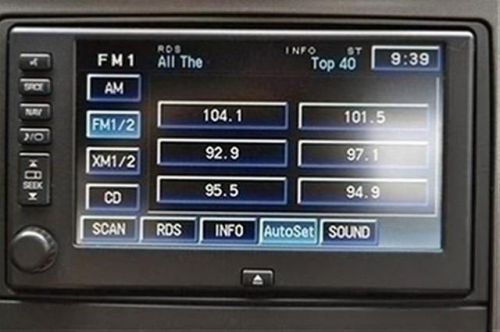 FM1 RDS INFO ST 9:39
All The Top 40
AM
SRCE
104.1 101.5
FM1/2
NAV
92.9 97.1
XM1/2
SEEK
95.5 94.9
CD
SCAN RDS INFO AutoSet SOUND